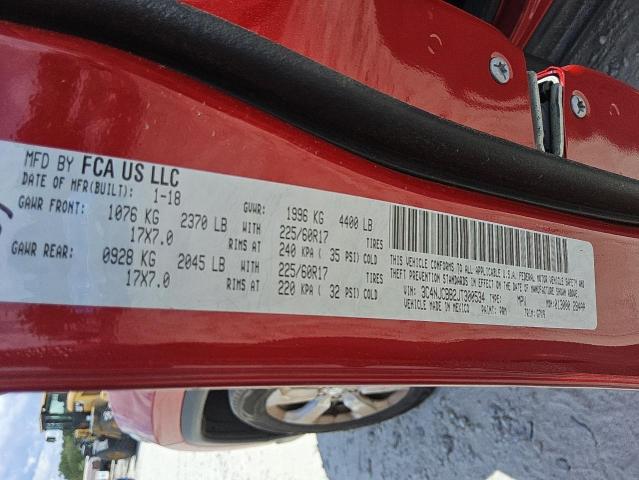 MFD BY FCA US LLC
DATE OF MFR(BUILT): 1-18
GVWR: 1996 KG 4400 LB
GAWR FRONT: 1076 KG 2370 LB WITH 225/60R17 TIRES
17X7.0 RIMS AT 240 KPA ( 35 PSI) COLD
GAWR REAR: 0928 KG 2045 LB WITH 225/60R17 TIRES
17X7.0 RIMS AT 220 KPA ( 32 PSI) COLD
THIS VEHICLE CONFORMS TO ALL APPLICABLE U.S.A. FEDERAL MOTOR VEHICLE SAFETY AND
THEFT PREVENTION STANDARDS IN EFFECT ON THE DATE OF MANUFACTURE SHOWN ABOVE.
VIN: 3C4NJCBB2JT300534 MPV
VEHICLE MADE IN MEXICO PAINT: PRM TRIM: